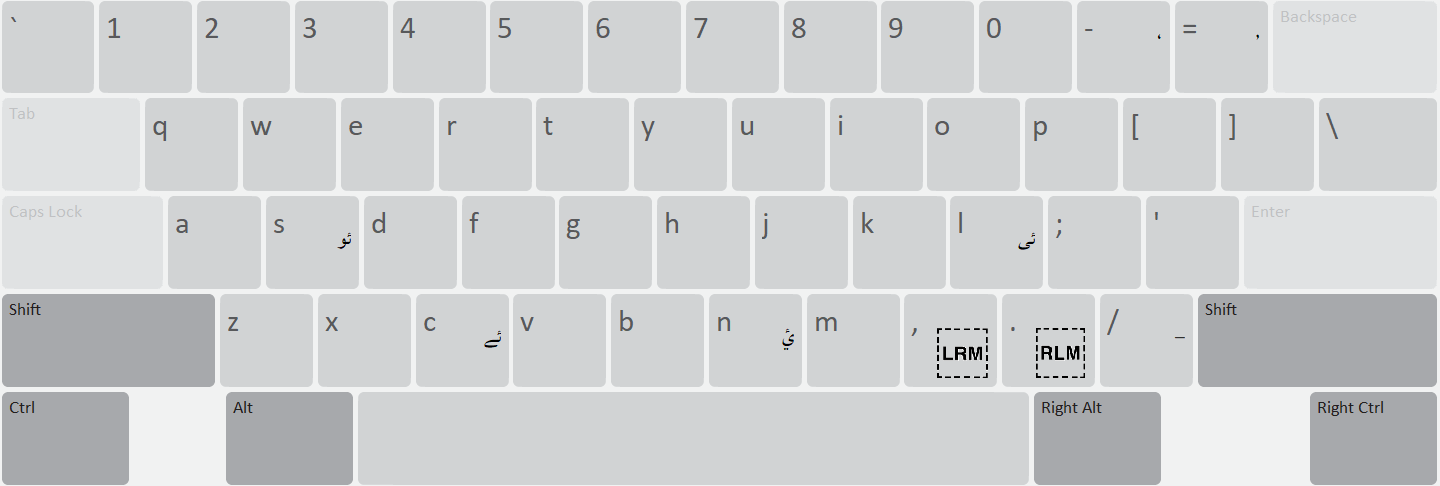 ` 1 2 3 4 5 6 7 8 9 0 - ، = ٬ Backspace
Tab q w e r t y u i o p [ ] \
Caps Lock a s ئو d f g h j k l ئی ; ' Enter
Shift z x c ئے v b n ئ m , LRM . RLM / _ Shift
Ctrl Alt Right Alt Right Ctrl